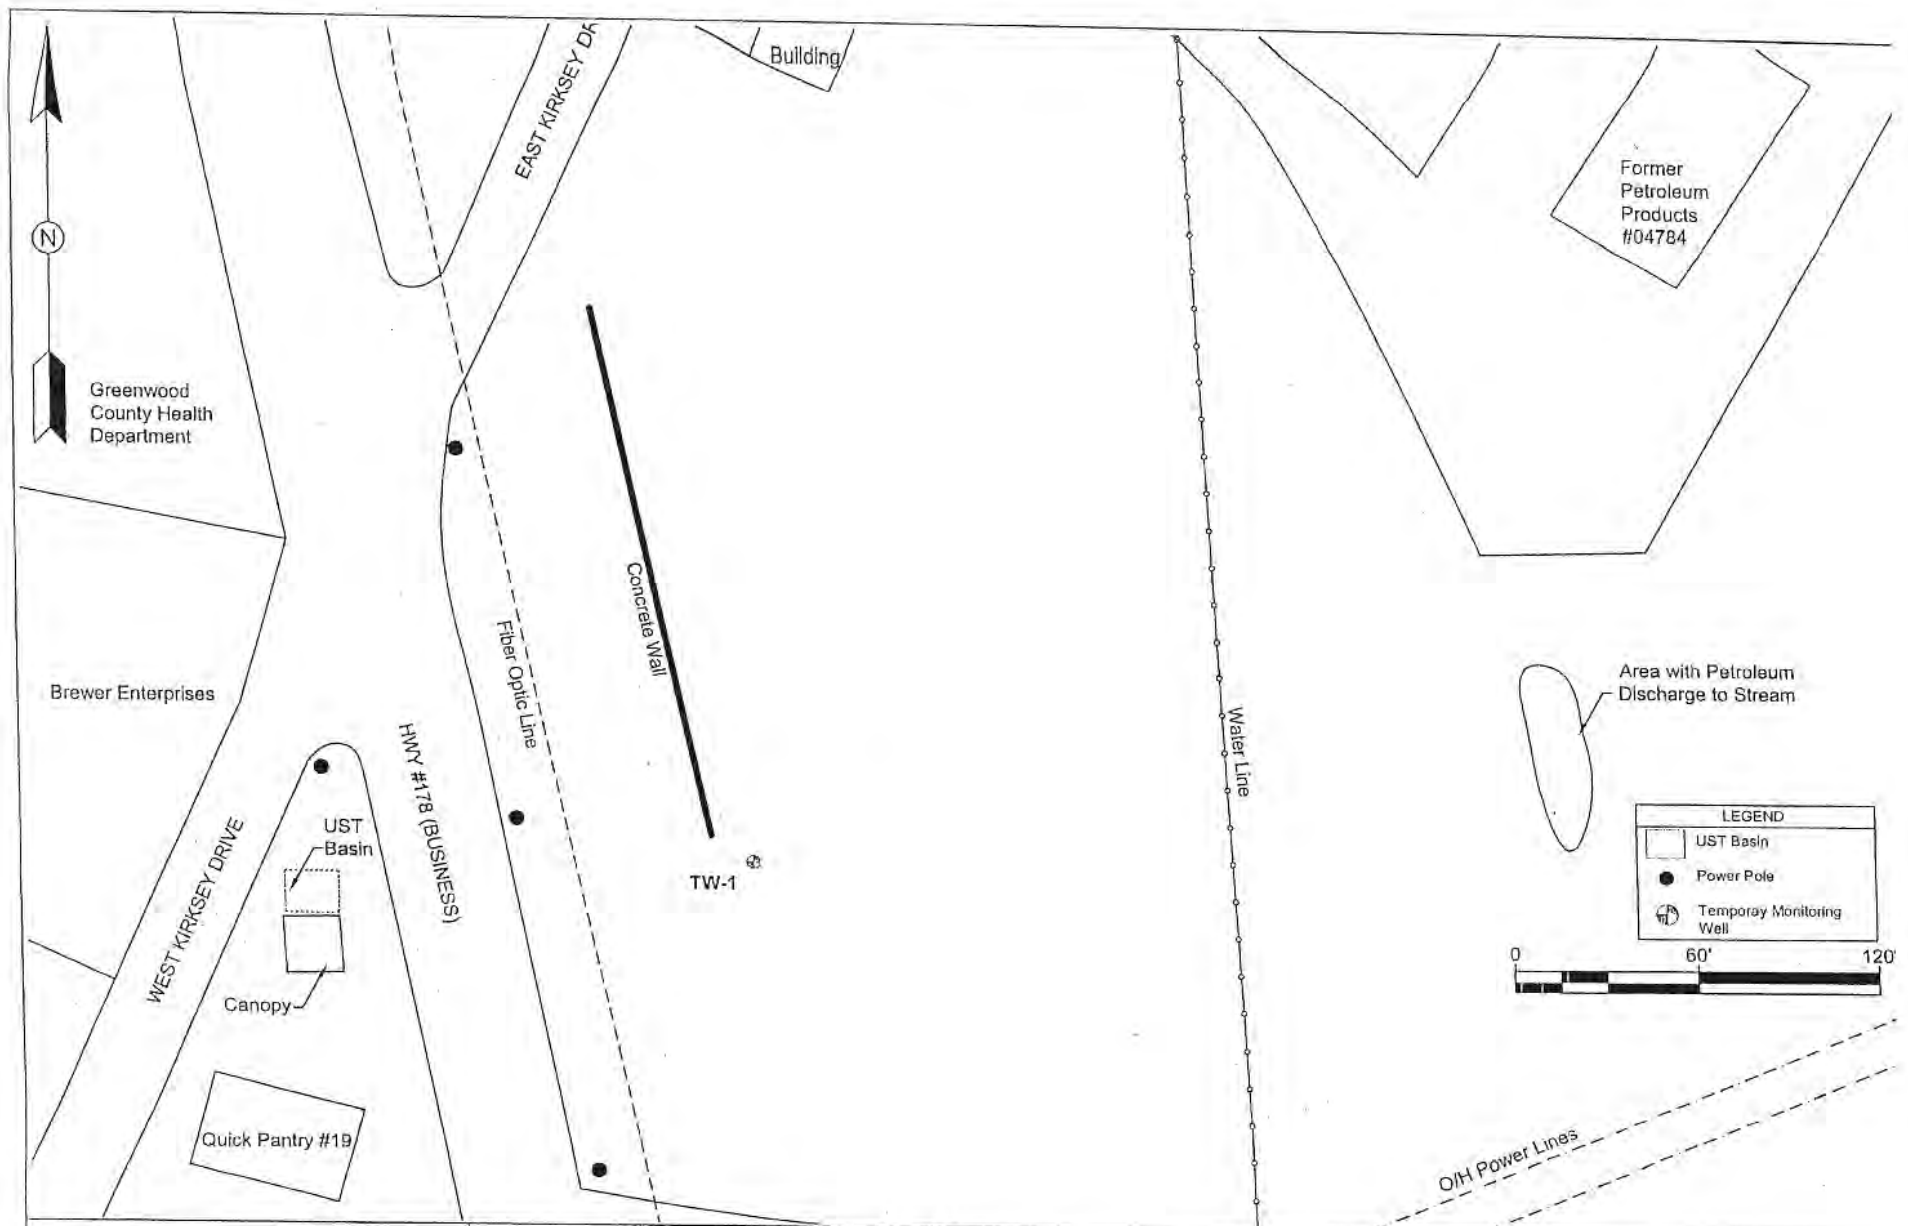 EAST KIRKSEY DR
Building
Former
Petroleum
Products
#04784
N
Greenwood
County Health
Department
Concrete Wall
Fiber Optic Line
Brewer Enterprises
Area with Petroleum
Discharge to Stream
Water Line
HWY #178 (BUSINESS)
WEST KIRKSEY DRIVE
UST
Basin
TW-1
LEGEND
UST Basin
Power Pole
Temporay Monitoring
Well
0 60' 120'
Canopy
Quick Pantry #19
O/H Power Lines